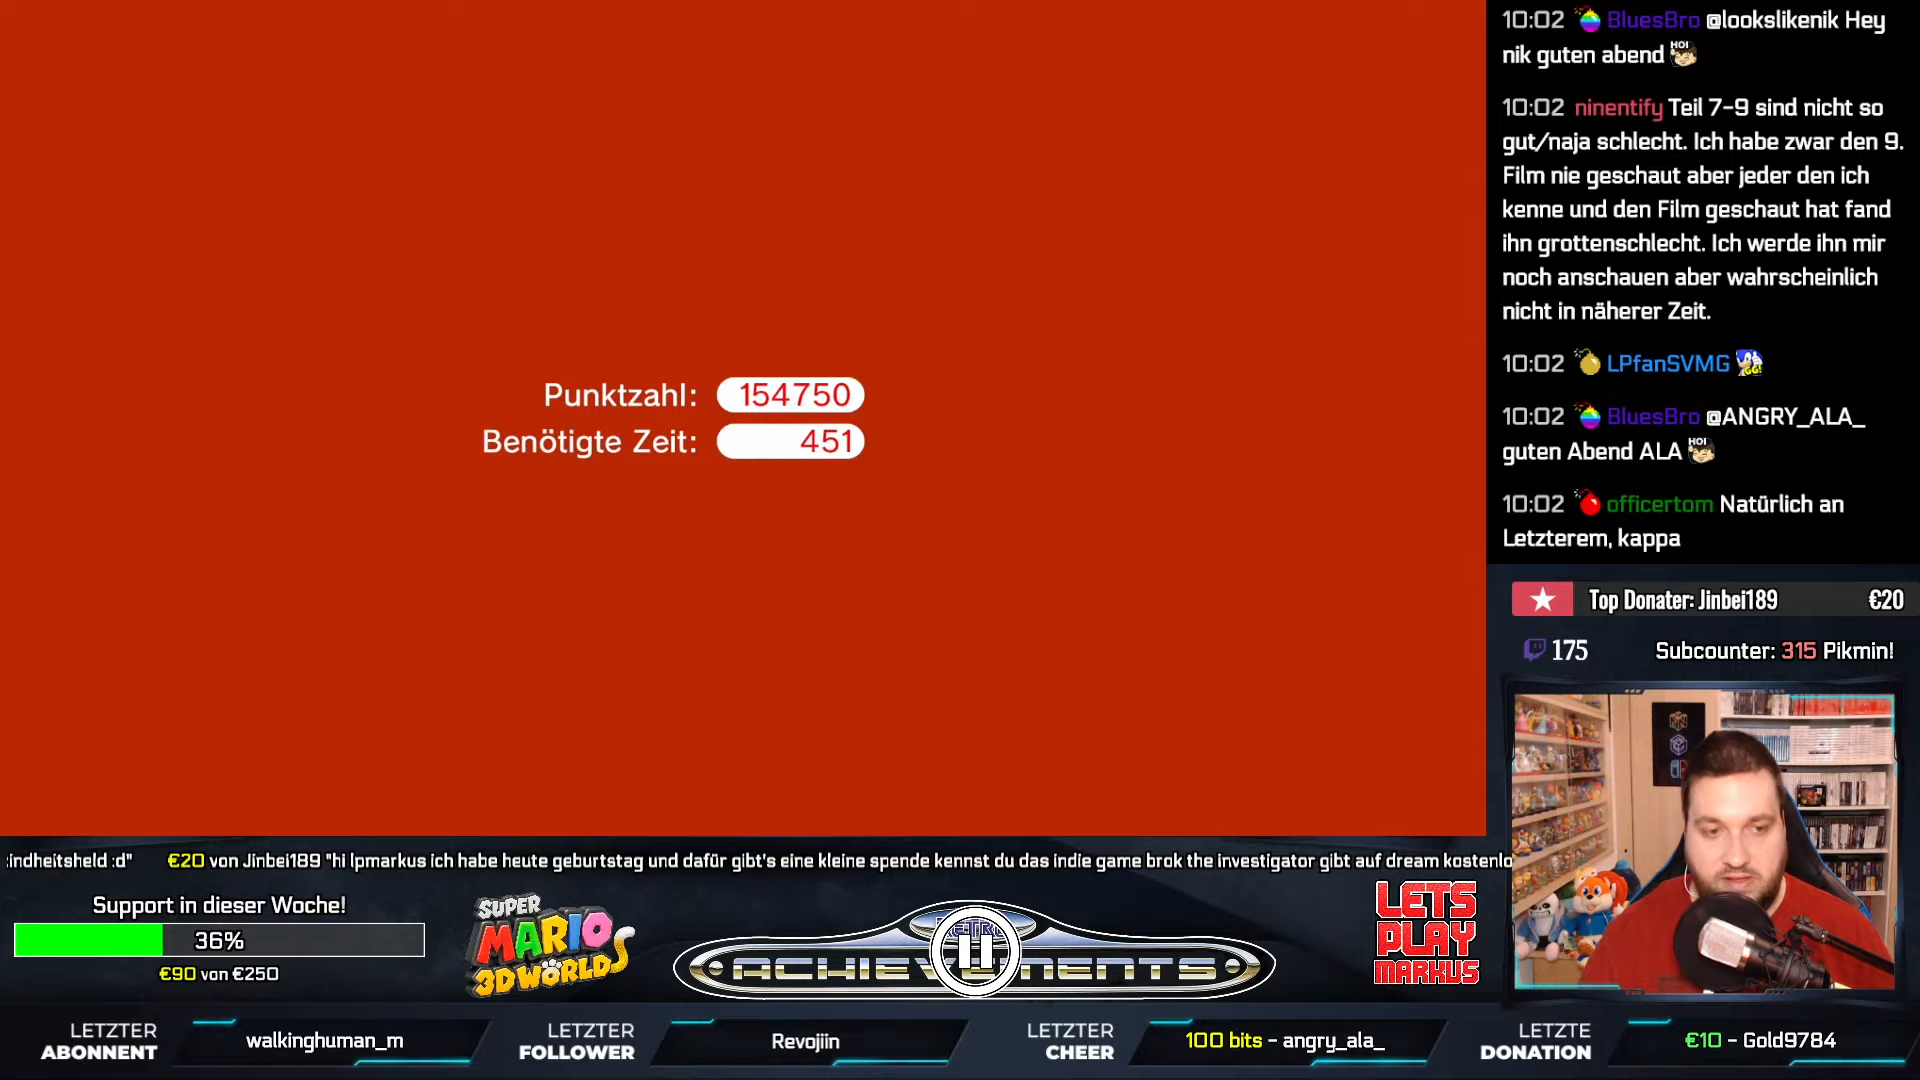 Punktzahl: 154750
Benötigte Zeit: 451
10:02 BluesBro @lookslikenik Hey
nik guten abend HOI
10:02 ninentify Teil 7-9 sind nicht so
gut/naja schlecht. Ich habe zwar den 9.
Film nie geschaut aber jeder den ich
kenne und den Film geschaut hat fand
ihn grottenschlecht. Ich werde ihn mir
noch anschauen aber wahrscheinlich
nicht in näherer Zeit.
10:02 LPfanSVMG GG!
10:02 BluesBro @ANGRY_ALA_
guten Abend ALA HOI
10:02 officertom Natürlich an
Letzterem, kappa
Top Donater: Jinbei189 €20
175 Subcounter: 315 Pikmin!
indheitsheld :d" €20 von Jinbei189 "hi lpmarkus ich habe heute geburtstag und dafür gibt's eine kleine spende kennst du das indie game brok the investigator gibt auf dream kostenlo
Support in dieser Woche!
36%
€90 von €250
SUPER
MARIO
3D WORLD
ACHIEVEMENTS
LETS
PLAY
MARKUS
LETZTER
ABONNENT
walkinghuman_m
LETZTER
FOLLOWER
Revojiin
LETZTER
CHEER
100 bits - angry_ala_
LETZTE
DONATION
€10 - Gold9784